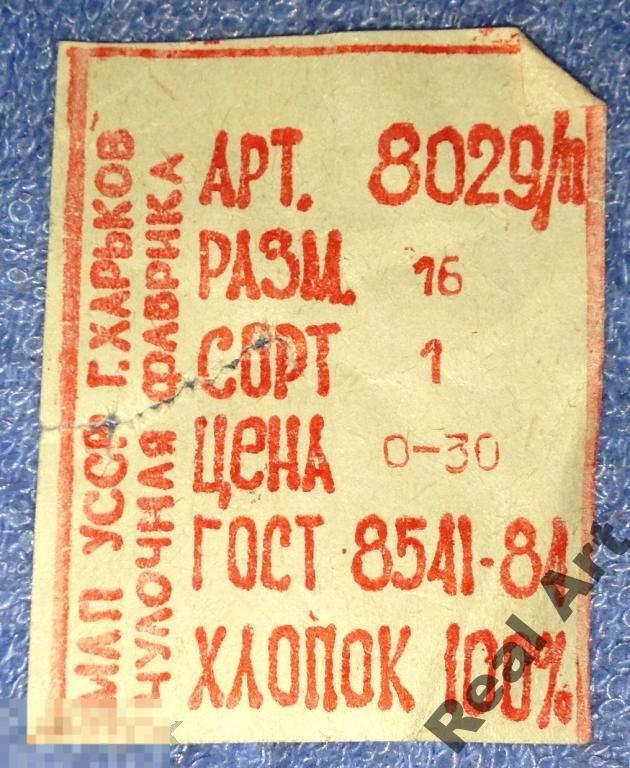 МЛП УССР Г. ХАРЬКОВ
ЧУЛОЧНАЯ ФАБРИКА
АРТ. 8029/п
РАЗМ. 16
СОРТ 1
ЦЕНА 0-30
ГОСТ 8541-84
ХЛОПОК 100%
Real Art